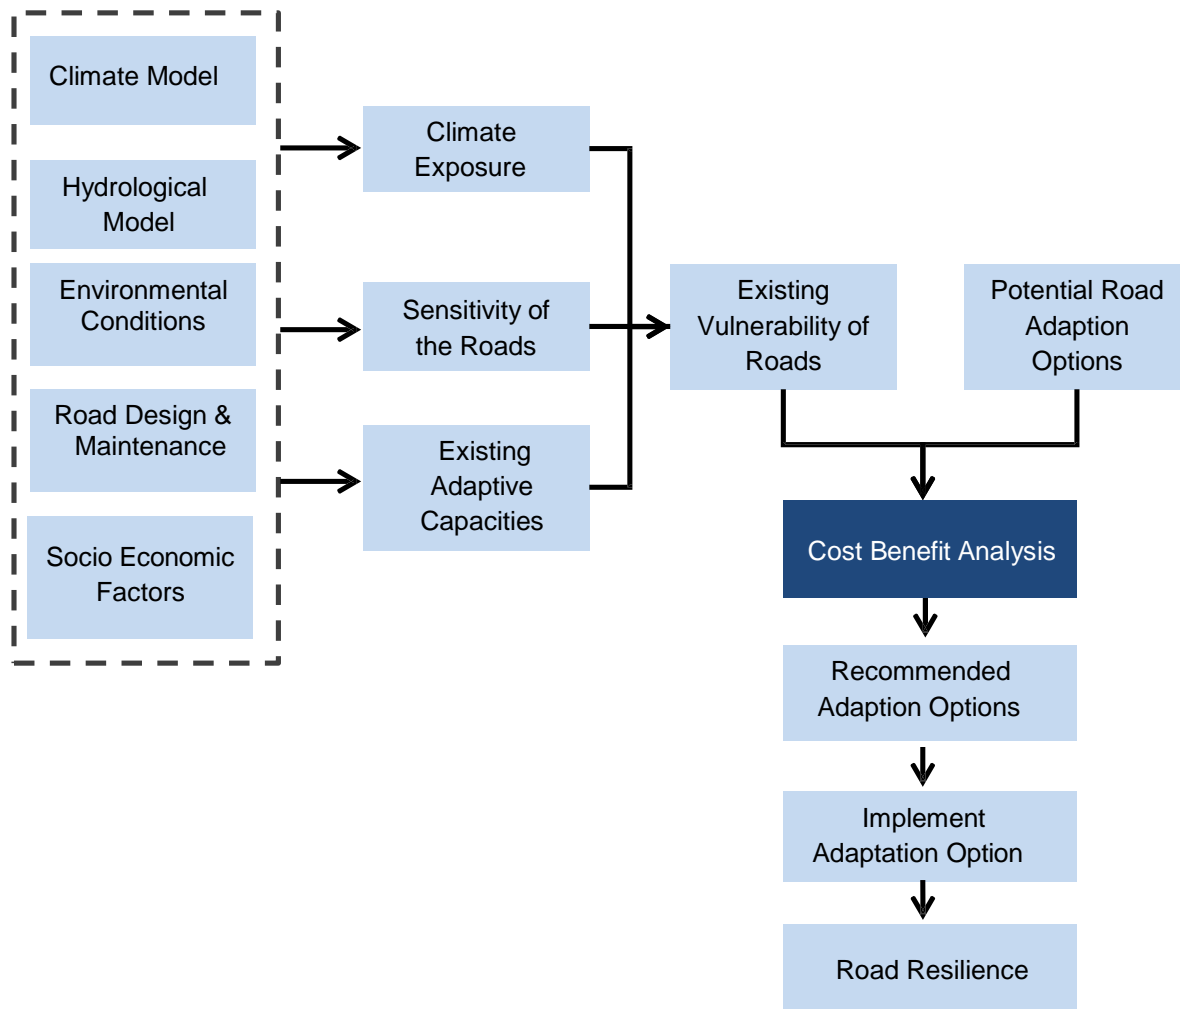 Climate Model
Hydrological
Model
Environmental
Conditions
Road Design &
Maintenance
Socio Economic
Factors
Climate
Exposure
Sensitivity of
the Roads
Existing
Adaptive
Capacities
Existing
Vulnerability of
Roads
Potential Road
Adaption
Options
Cost Benefit Analysis
Recommended
Adaption Options
Implement
Adaptation Option
Road Resilience